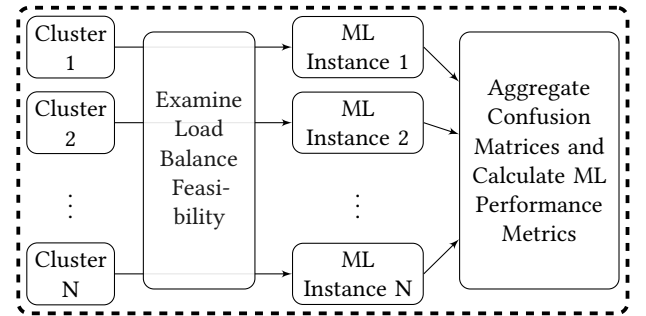 Cluster
1
ML
Instance 1
Cluster
2
ML
Instance 2
Examine
Load
Balance
Feasi-
bility
⋮
⋮
Cluster
N
ML
Instance N
Aggregate
Confusion
Matrices and
Calculate ML
Performance
Metrics